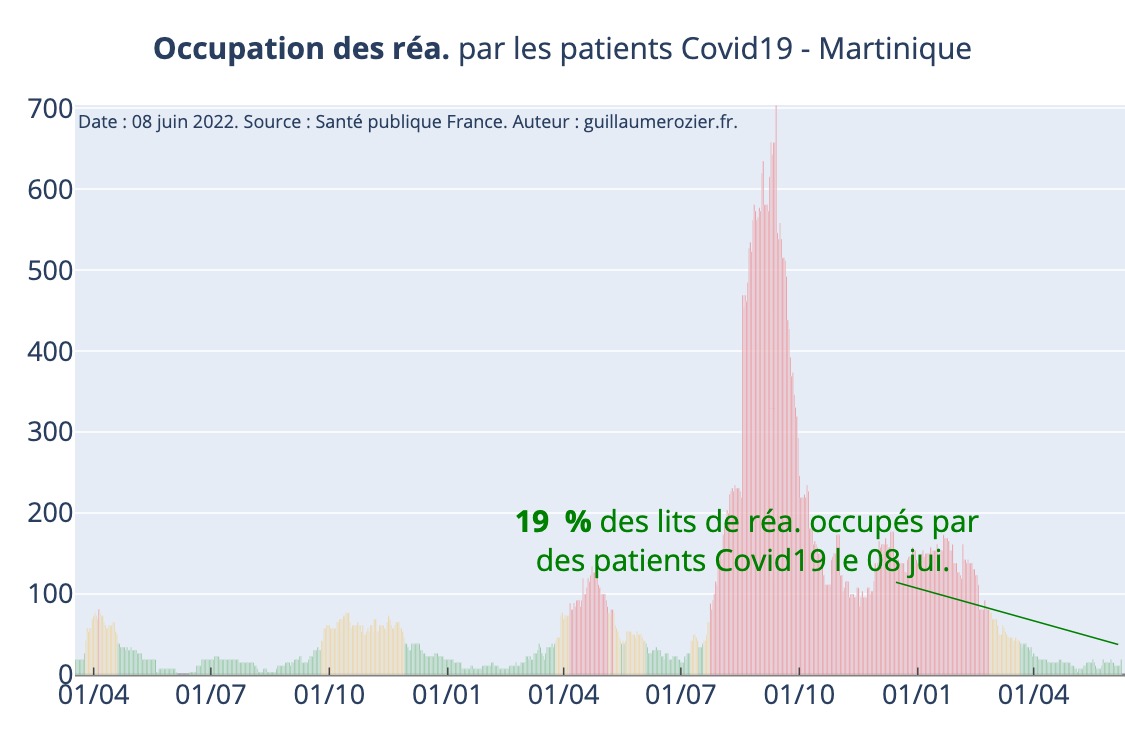 Occupation des réa. par les patients Covid19 - Martinique
700
Date : 08 juin 2022. Source : Santé publique France. Auteur : guillaumerozier.fr.
600
500
400
300
200
19 % des lits de réa. occupés par
des patients Covid19 le 08 jui.
100
0
01/04 01/07 01/10 01/01 01/04 01/07 01/10 01/01 01/04